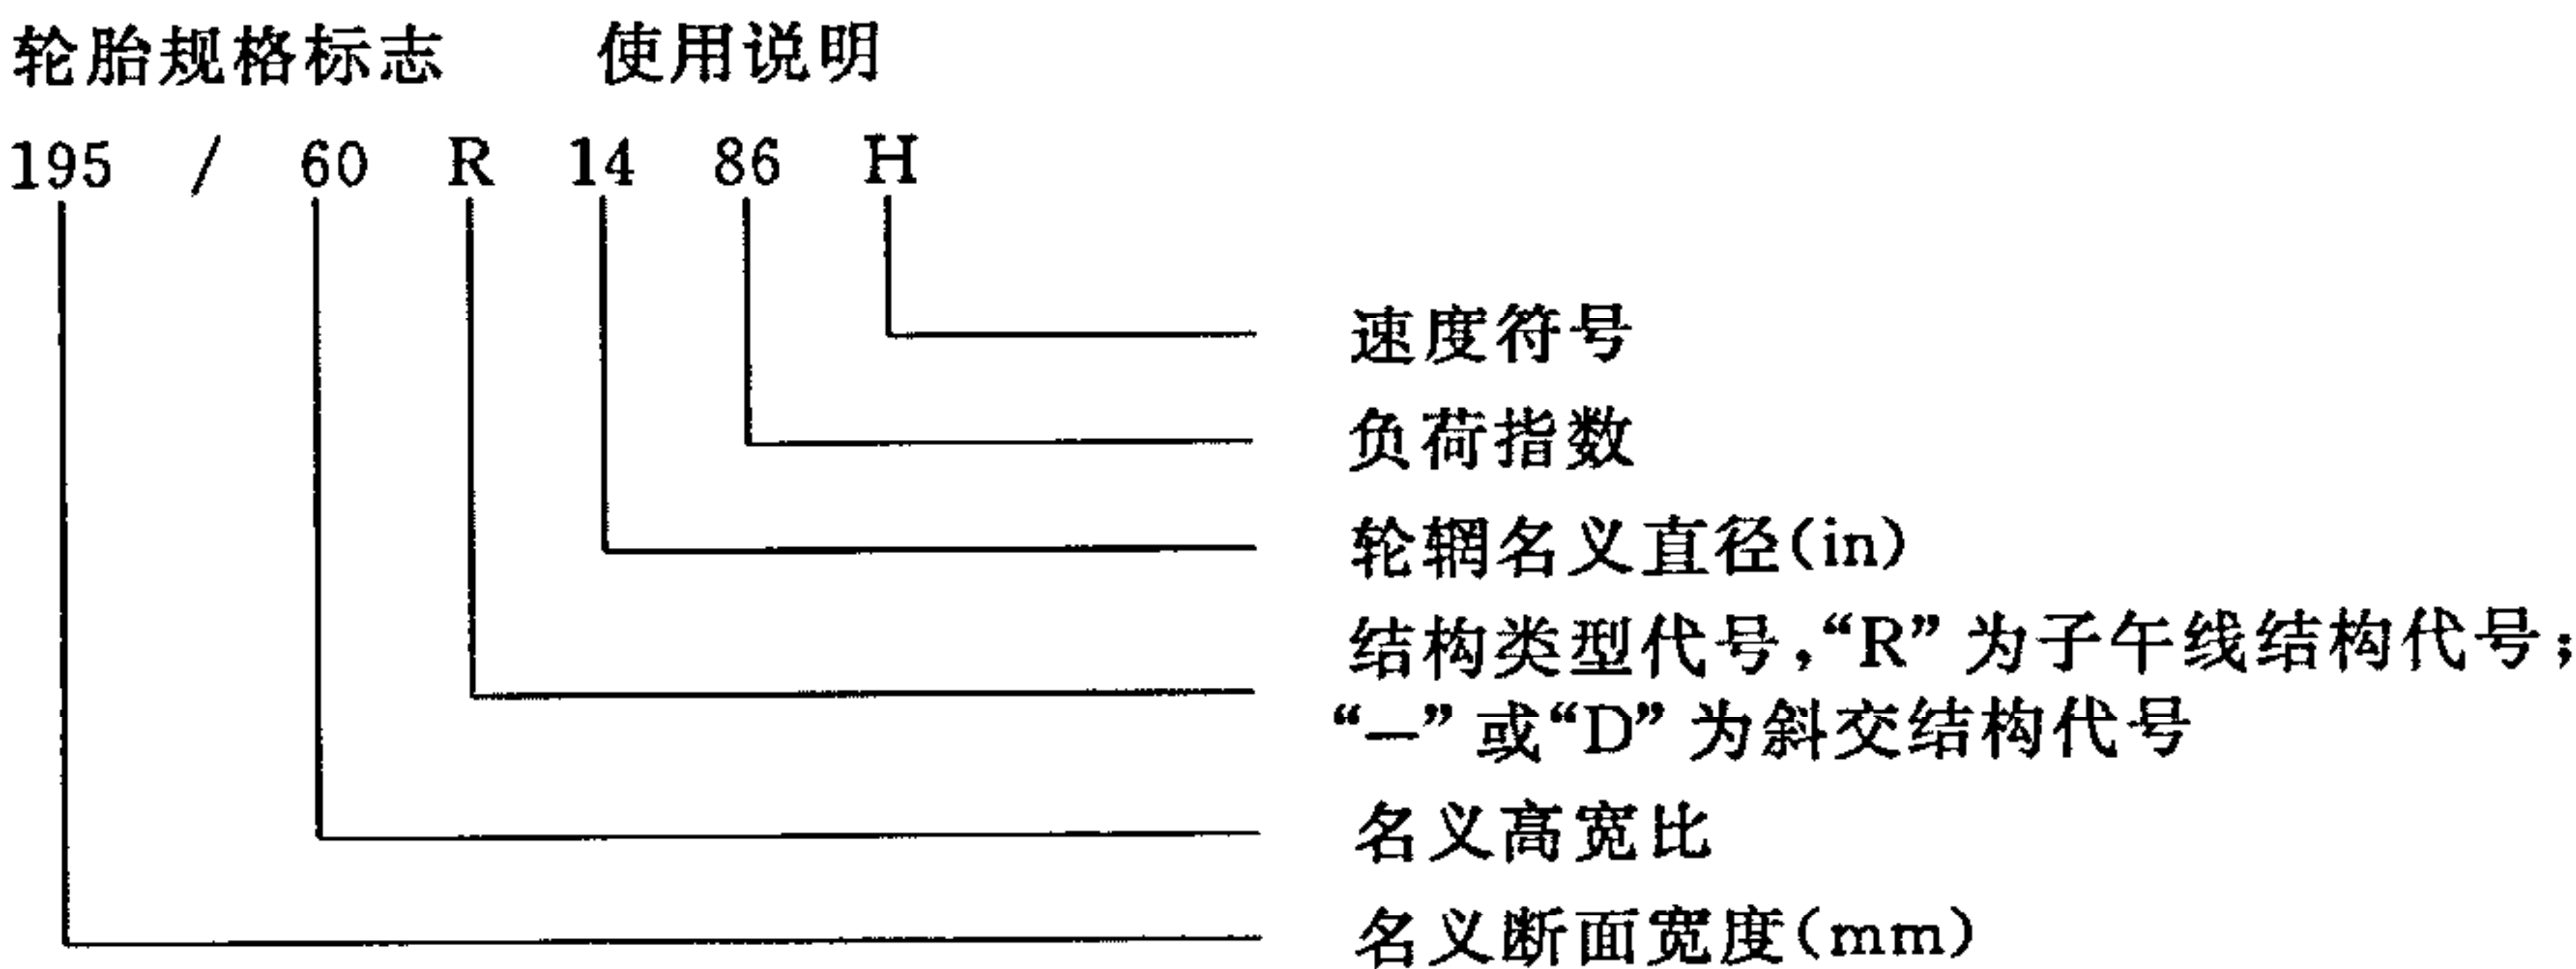 轮胎规格标志 使用说明
195 / 60 R 14 86 H
速度符号
负荷指数
轮辋名义直径(in)
结构类型代号,“R”为子午线结构代号;
“—”或“D”为斜交结构代号
名义高宽比
名义断面宽度(mm)